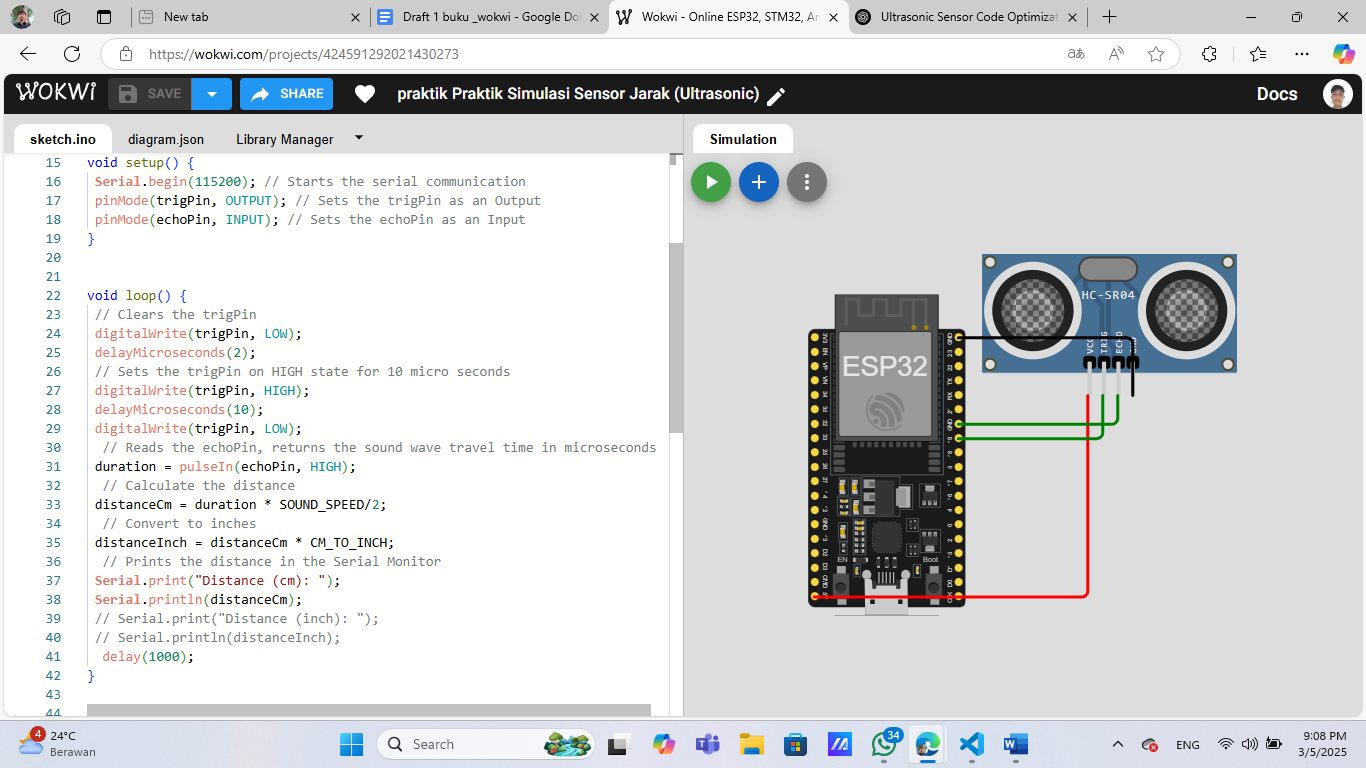 New tab
Draft 1 buku _wokwi - Google Do
Wokwi - Online ESP32, STM32, Ar
Ultrasonic Sensor Code Optimizat
https://wokwi.com/projects/424591292021430273
WOKWI
SAVE
SHARE
praktik Praktik Simulasi Sensor Jarak (Ultrasonic)
Docs
sketch.ino
diagram.json
Library Manager
Simulation
15 void setup() {
16 Serial.begin(115200); // Starts the serial communication
17 pinMode(trigPin, OUTPUT); // Sets the trigPin as an Output
18 pinMode(echoPin, INPUT); // Sets the echoPin as an Input
19 }
20
21
22 void loop() {
23 // Clears the trigPin
24 digitalWrite(trigPin, LOW);
25 delayMicroseconds(2);
26 // Sets the trigPin on HIGH state for 10 micro seconds
27 digitalWrite(trigPin, HIGH);
28 delayMicroseconds(10);
29 digitalWrite(trigPin, LOW);
30 // Reads the echoPin, returns the sound wave travel time in microseconds
31 duration = pulseIn(echoPin, HIGH);
32 // Calculate the distance
33 distanceCm = duration * SOUND_SPEED/2;
34 // Convert to inches
35 distanceInch = distanceCm * CM_TO_INCH;
36 // Prints the distance in the Serial Monitor
37 Serial.print("Distance (cm): ");
38 Serial.println(distanceCm);
39 // Serial.print("Distance (inch): ");
40 // Serial.println(distanceInch);
41 delay(1000);
42 }
43
44
HC-SR04
VCC
TRIG
ECHO
ESP32
EN
Boot
4
24°C
Berawan
Search
34
ENG
9:08 PM
3/5/2025